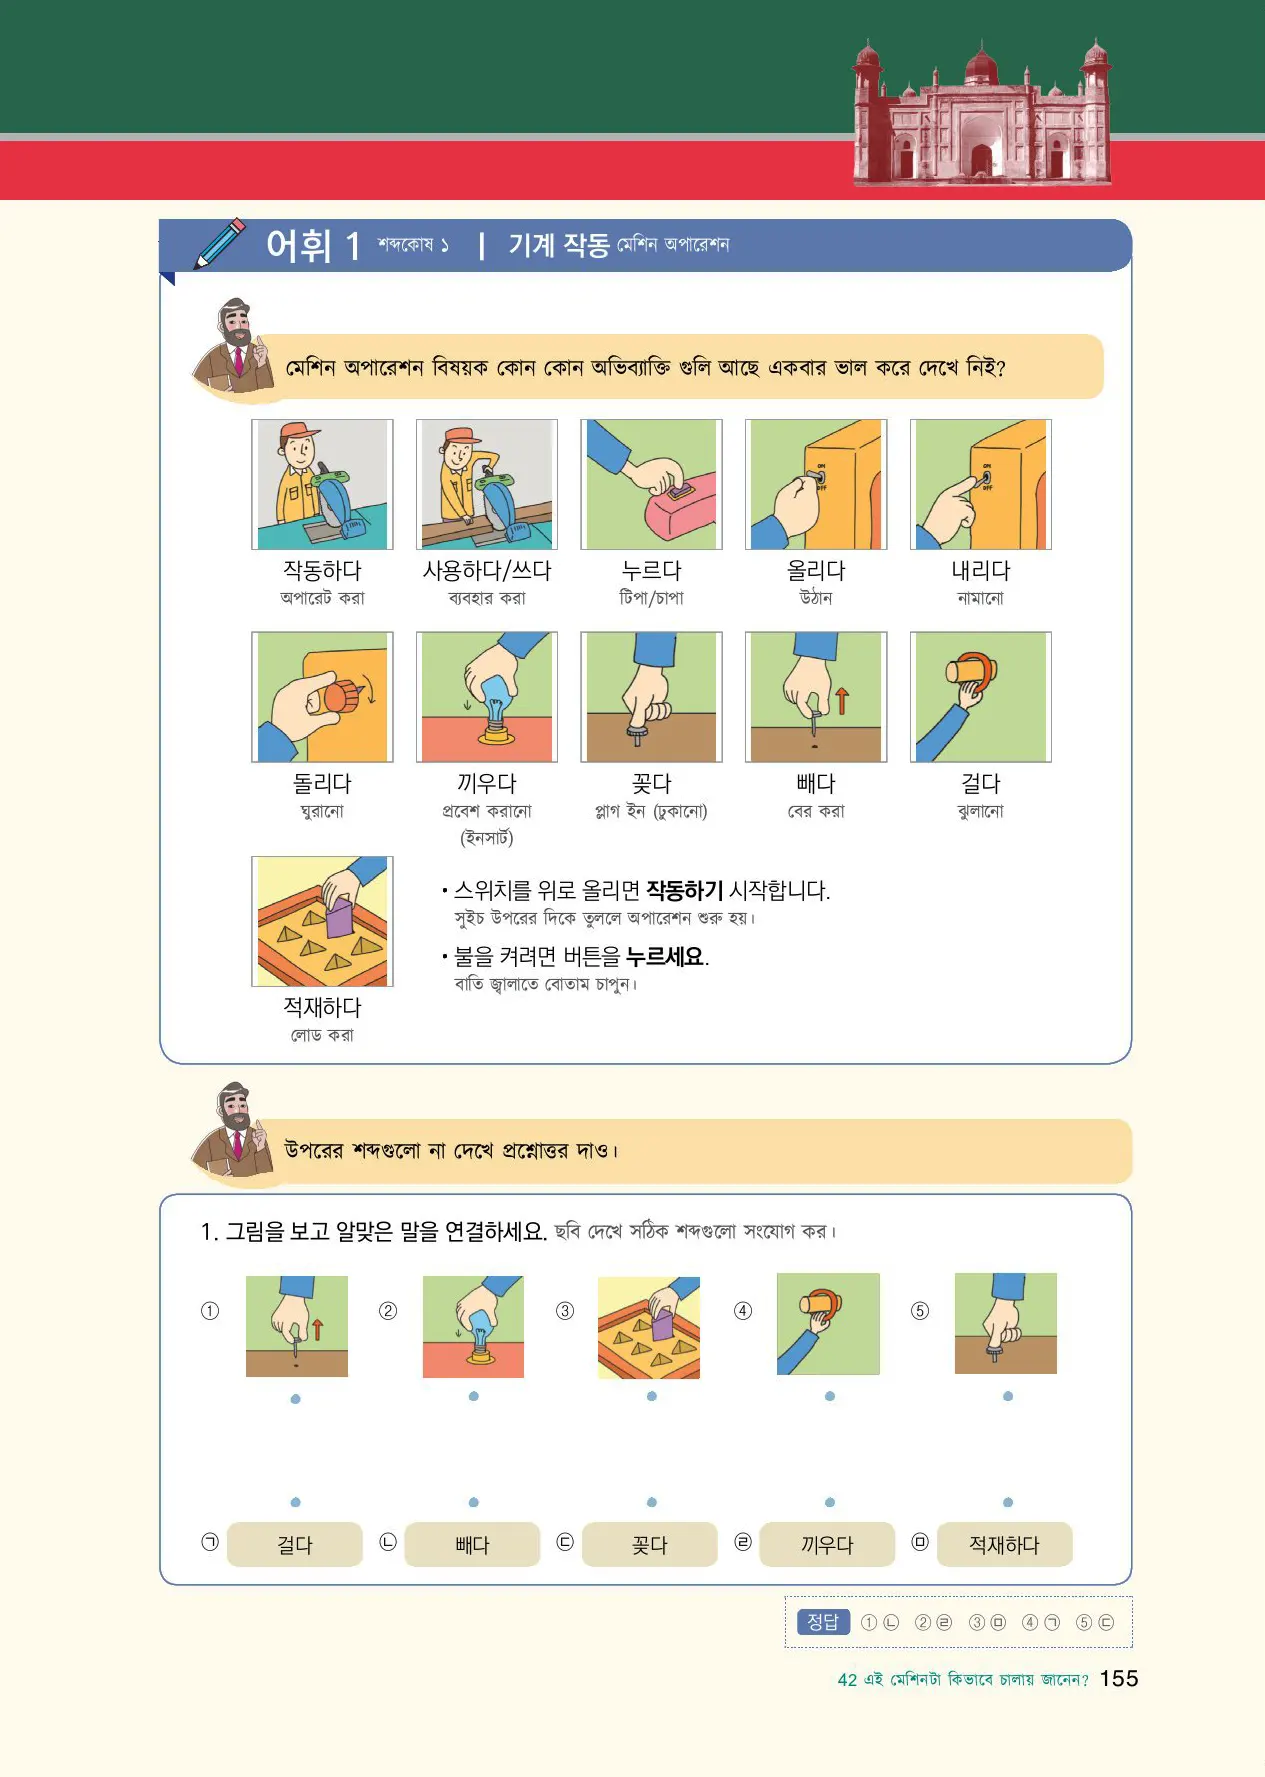 어휘 1 শব্দকোষ ১ | 기계 작동 মেশিন অপারেশন
মেশিন অপারেশন বিষয়ক কোন কোন অভিব্যাক্তি গুলি আছে একবার ভাল করে দেখে নিই?
ON
OFF
ON
OFF
작동하다 사용하다/쓰다 누르다 올리다 내리다
অপারেট করা ব্যবহার করা টিপা/চাপা উঠান নামানো
돌리다 끼우다 꽂다 빼다 걸다
ঘুরানো প্রবেশ করানো প্লাগ ইন (ঢুকানো) বের করা ঝুলানো
(ইনসার্ট)
• 스위치를 위로 올리면 작동하기 시작합니다.
সুইচ উপরের দিকে তুললে অপারেশন শুরু হয়।
• 불을 켜려면 버튼을 누르세요.
বাতি জ্বালাতে বোতাম চাপুন।
적재하다
লোড করা
উপরের শব্দগুলো না দেখে প্রশ্নোত্তর দাও।
1. 그림을 보고 알맞은 말을 연결하세요. ছবি দেখে সঠিক শব্দগুলো সংযোগ কর।
① ② ③ ④ ⑤
㉠ 걸다 ㉡ 빼다 ㉢ 꽂다 ㉣ 끼우다 ㉤ 적재하다
정답 ① ㉡ ② ㉣ ③ ㉤ ④ ㉠ ⑤ ㉢
42 এই মেশিনটা কিভাবে চালায় জানেন? 155